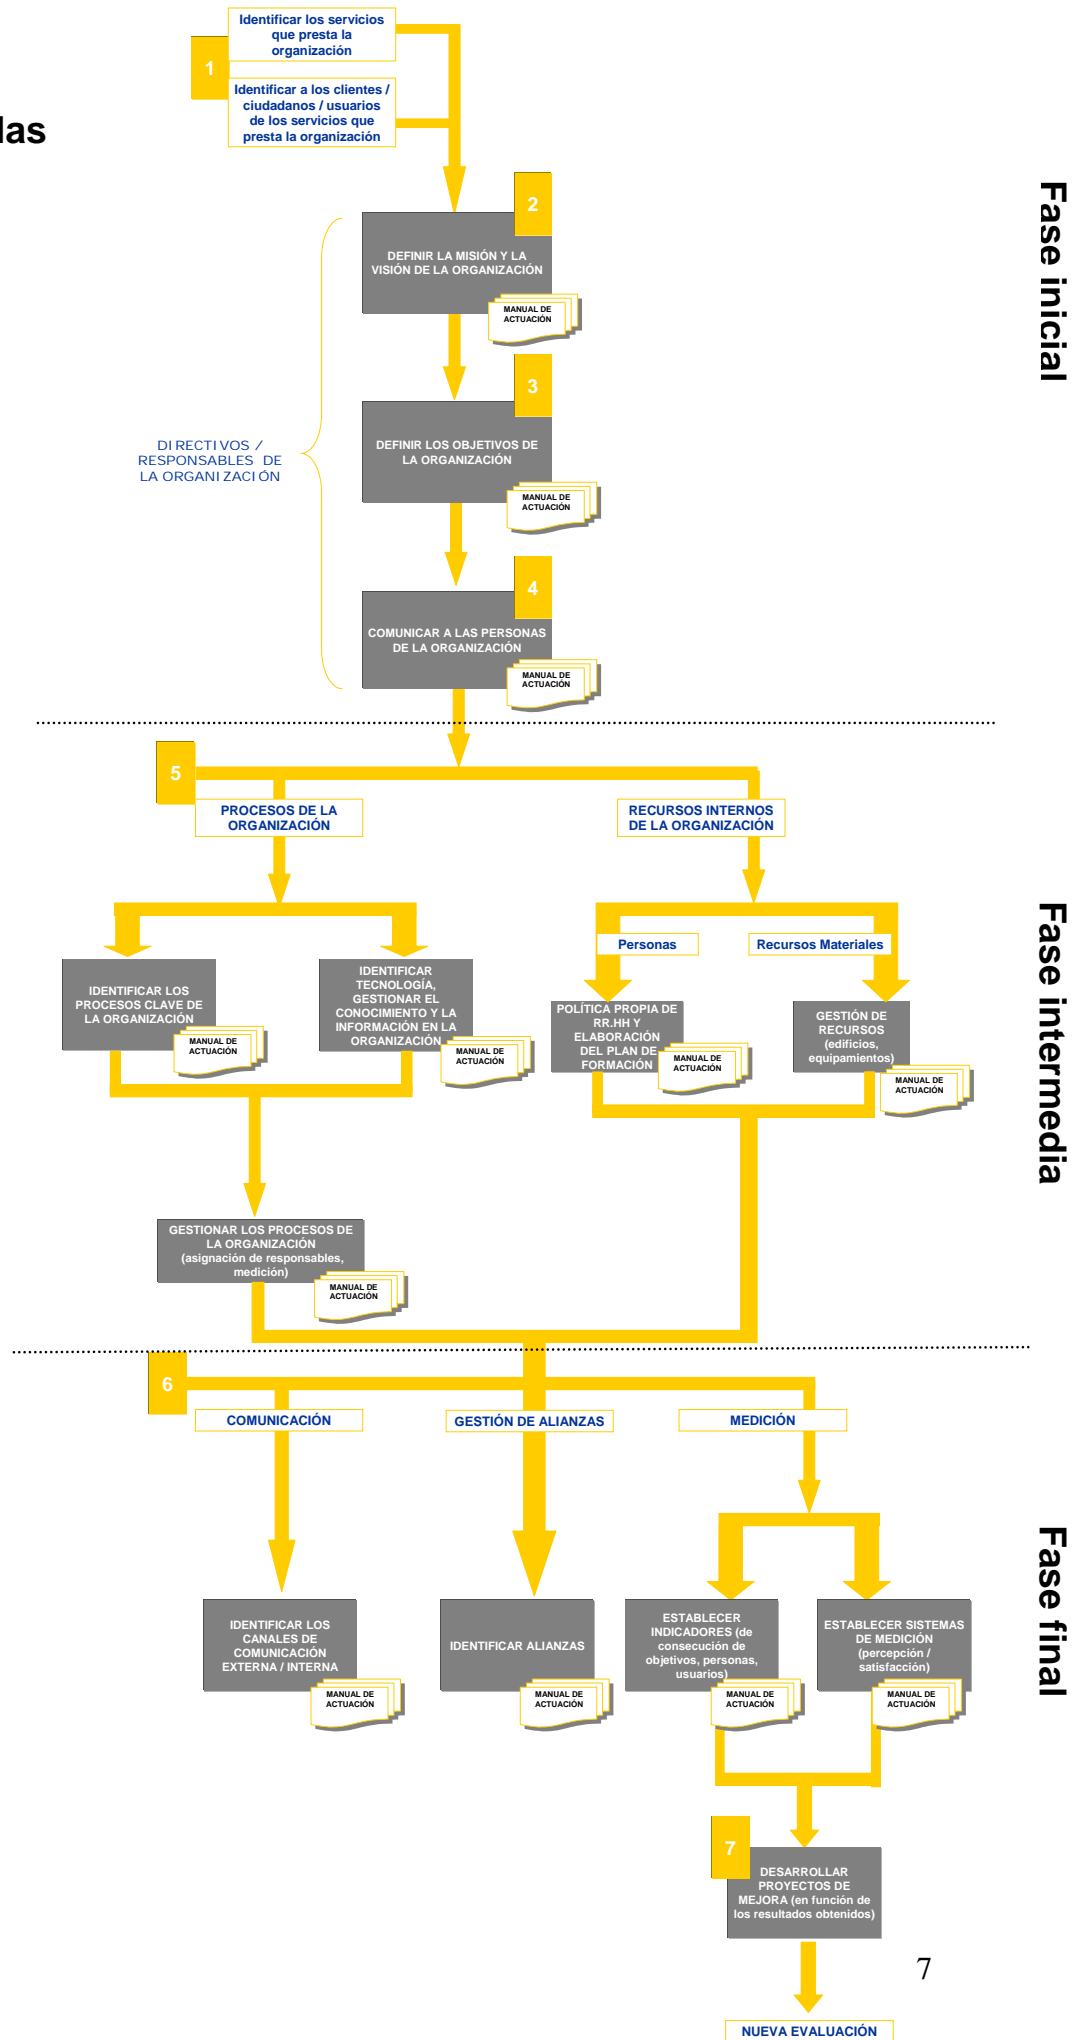 Identificar los servicios
que presta la
organización
1
Identificar a los clientes /
ciudadanos / usuarios
de los servicios que
presta la organización
las
Fase inicial
2
DEFINIR LA MISIÓN Y LA
VISIÓN DE LA ORGANIZACIÓN
MANUAL DE
ACTUACIÓN
3
DEFINIR LOS OBJETIVOS DE
LA ORGANIZACIÓN
MANUAL DE
ACTUACIÓN
DIRECTIVOS /
RESPONSABLES DE
LA ORGANIZACIÓN
4
COMUNICAR A LAS PERSONAS
DE LA ORGANIZACIÓN
MANUAL DE
ACTUACIÓN
5
PROCESOS DE LA
ORGANIZACIÓN
RECURSOS INTERNOS
DE LA ORGANIZACIÓN
Fase intermedia
Personas
Recursos Materiales
IDENTIFICAR LOS
PROCESOS CLAVE DE
LA ORGANIZACIÓN
MANUAL DE
ACTUACIÓN
IDENTIFICAR
TECNOLOGÍA,
GESTIONAR EL
CONOCIMIENTO Y LA
INFORMACIÓN EN LA
ORGANIZACIÓN
MANUAL DE
ACTUACIÓN
POLÍTICA PROPIA DE
RR.HH Y
ELABORACIÓN
DEL PLAN DE
FORMACIÓN
MANUAL DE
ACTUACIÓN
GESTIÓN DE
RECURSOS
(edificios,
equipamientos)
MANUAL DE
ACTUACIÓN
GESTIONAR LOS PROCESOS DE
LA ORGANIZACIÓN
(asignación de responsables,
medición)
MANUAL DE
ACTUACIÓN
6
COMUNICACIÓN
GESTIÓN DE ALIANZAS
MEDICIÓN
Fase final
IDENTIFICAR LOS
CANALES DE
COMUNICACIÓN
EXTERNA / INTERNA
MANUAL DE
ACTUACIÓN
IDENTIFICAR ALIANZAS
MANUAL DE
ACTUACIÓN
ESTABLECER
INDICADORES (de
consecución de
objetivos, personas,
usuarios)
MANUAL DE
ACTUACIÓN
ESTABLECER SISTEMAS
DE MEDICIÓN
(percepción /
satisfacción)
MANUAL DE
ACTUACIÓN
7
DESARROLLAR
PROYECTOS DE
MEJORA (en función de
los resultados obtenidos)
7
NUEVA EVALUACIÓN